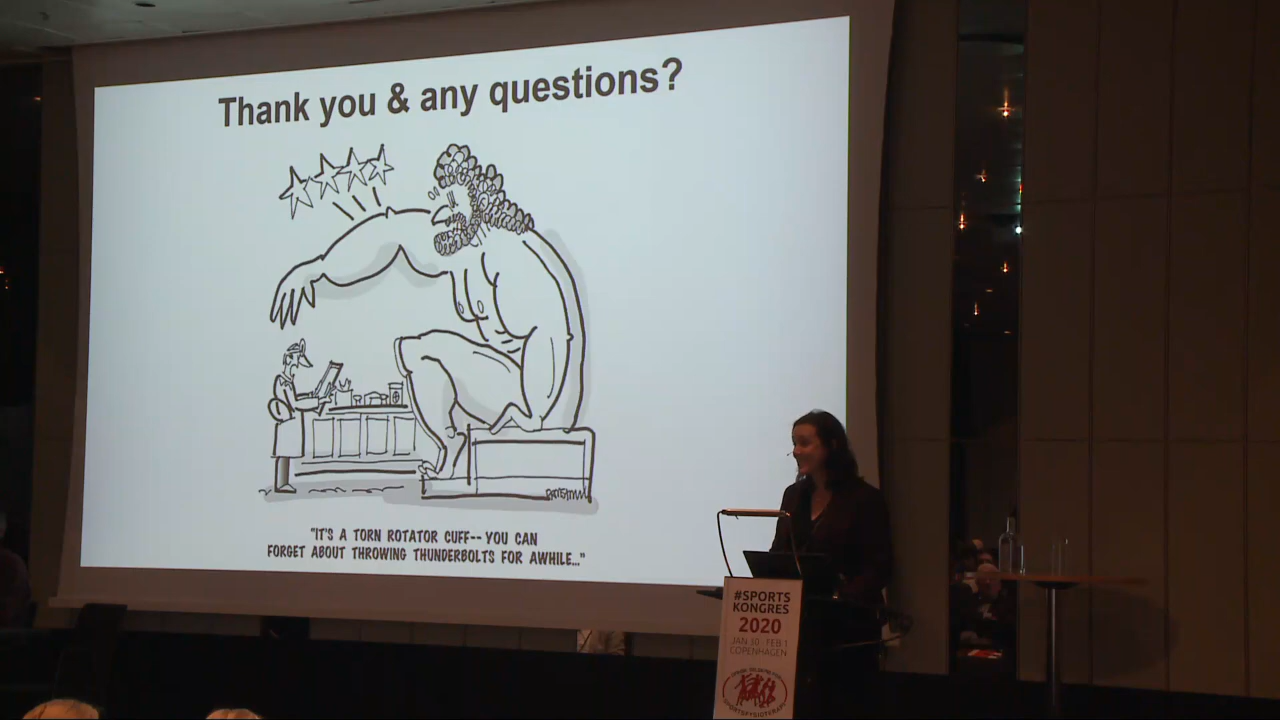 Thank you & any questions?
"IT'S A TORN ROTATOR CUFF--YOU CAN
FORGET ABOUT THROWING THUNDERBOLTS FOR AWHILE..."
#SPORTS
KONGRES
2020
JAN 30 - FEB 1
COPENHAGEN